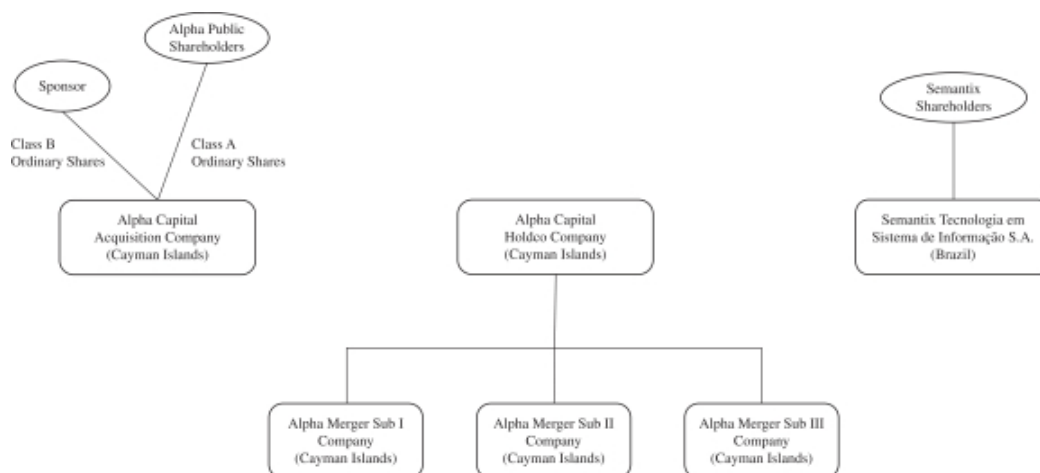 Alpha Public
Shareholders
Sponsor
Semantix
Shareholders
Class B
Ordinary Shares
Class A
Ordinary Shares
Alpha Capital
Acquisition Company
(Cayman Islands)
Alpha Capital
Holdco Company
(Cayman Islands)
Semantix Tecnologia em
Sistema de Informação S.A.
(Brazil)
Alpha Merger Sub I
Company
(Cayman Islands)
Alpha Merger Sub II
Company
(Cayman Islands)
Alpha Merger Sub III
Company
(Cayman Islands)